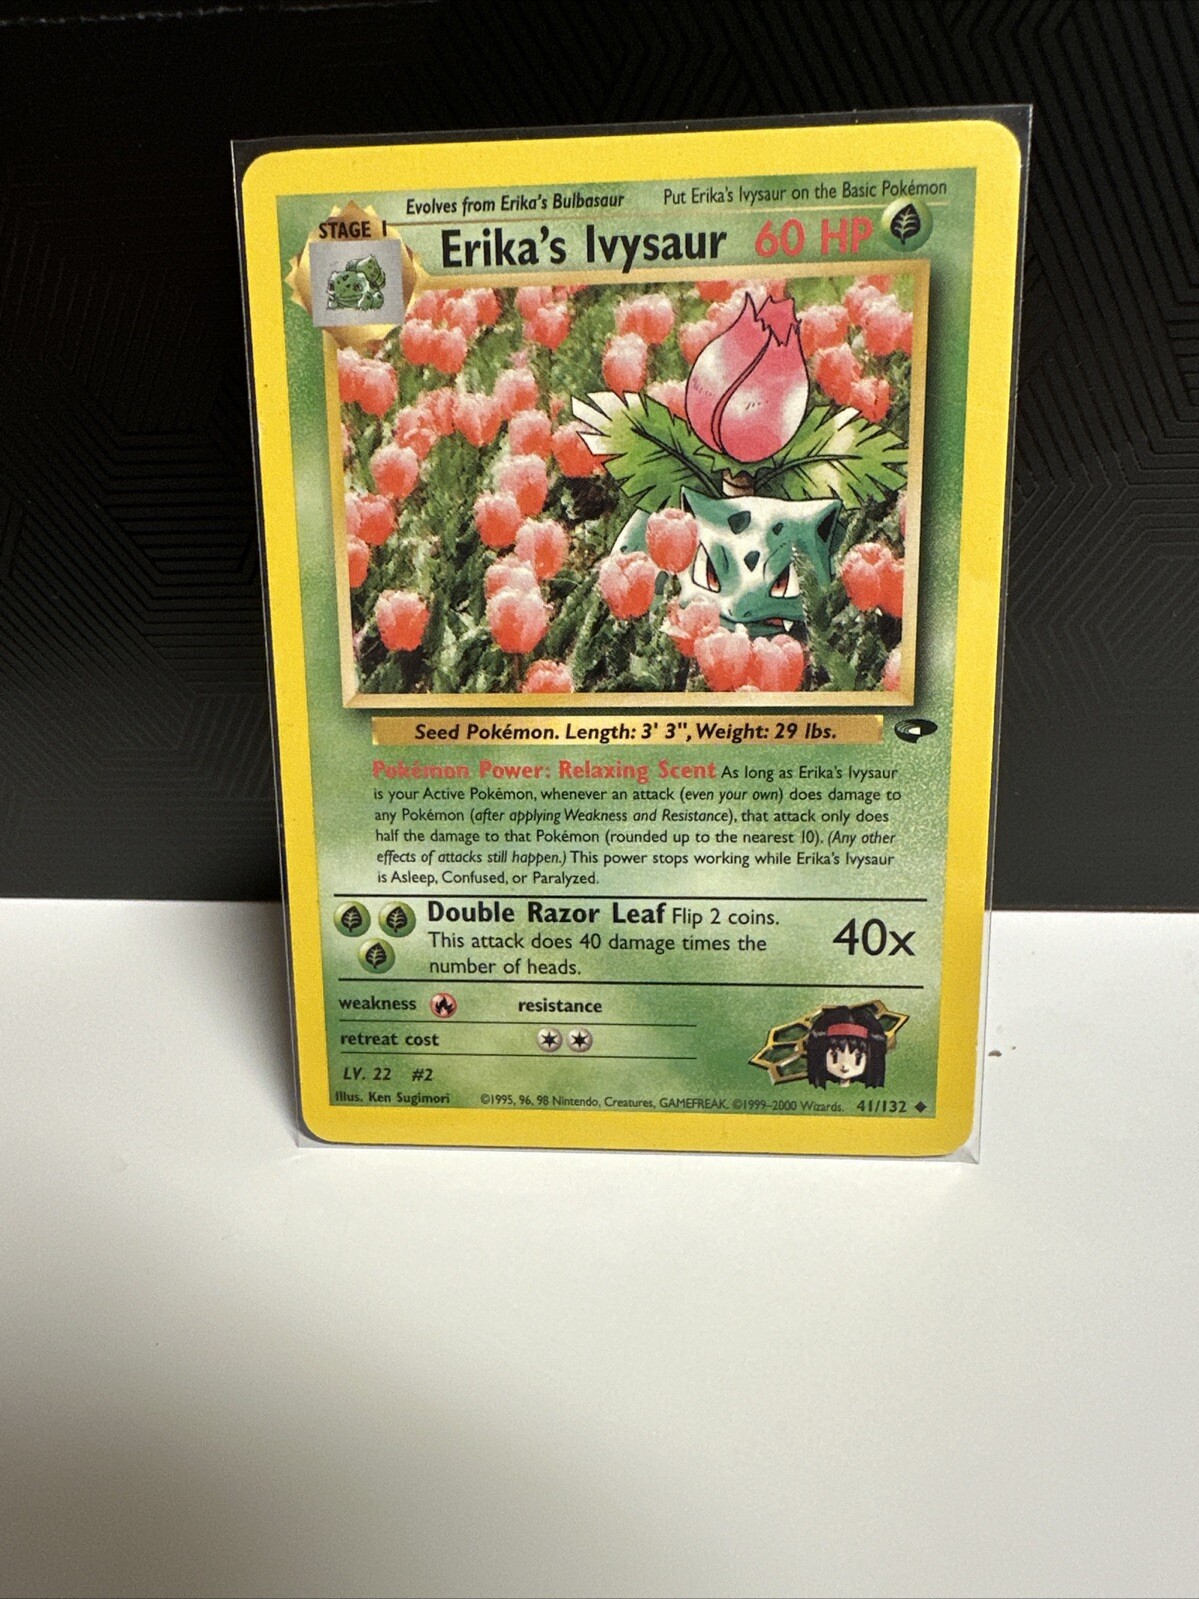 Evolves from Erika's Bulbasaur Put Erika's Ivysaur on the Basic Pokémon
STAGE 1
Erika's Ivysaur 60 HP
Seed Pokémon. Length: 3' 3", Weight: 29 lbs.
Pokémon Power: Relaxing Scent As long as Erika's Ivysaur
is your Active Pokémon, whenever an attack (even your own) does damage to
any Pokémon (after applying Weakness and Resistance), that attack only does
half the damage to that Pokémon (rounded up to the nearest 10). (Any other
effects of attacks still happen.) This power stops working while Erika's Ivysaur
is Asleep, Confused, or Paralyzed.
Double Razor Leaf Flip 2 coins.
This attack does 40 damage times the
number of heads.
40x
weakness resistance
retreat cost
LV. 22 #2
Illus. Ken Sugimori ©1995, 96, 98 Nintendo, Creatures, GAMEFREAK. ©1999-2000 Wizards. 41/132